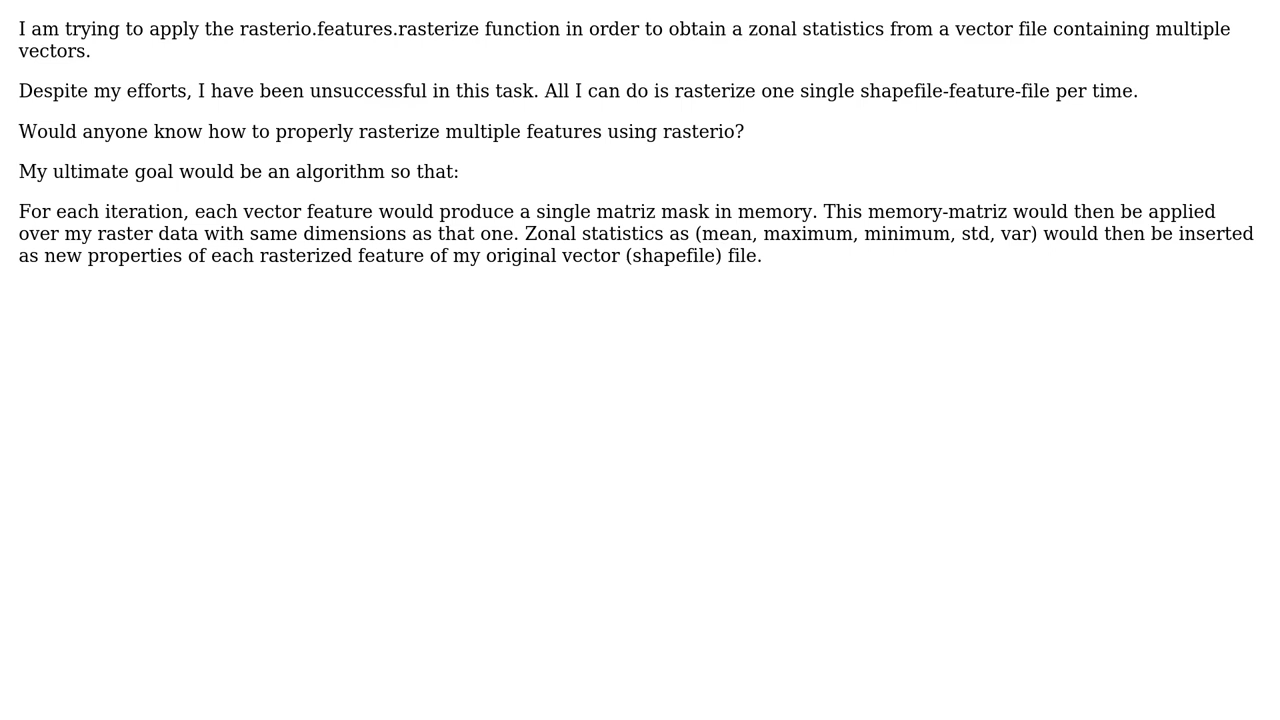 I am trying to apply the rasterio.features.rasterize function in order to obtain a zonal statistics from a vector file containing multiple
vectors.
Despite my efforts, I have been unsuccessful in this task. All I can do is rasterize one single shapefile-feature-file per time.
Would anyone know how to properly rasterize multiple features using rasterio?
My ultimate goal would be an algorithm so that:
For each iteration, each vector feature would produce a single matriz mask in memory. This memory-matriz would then be applied
over my raster data with same dimensions as that one. Zonal statistics as (mean, maximum, minimum, std, var) would then be inserted
as new properties of each rasterized feature of my original vector (shapefile) file.